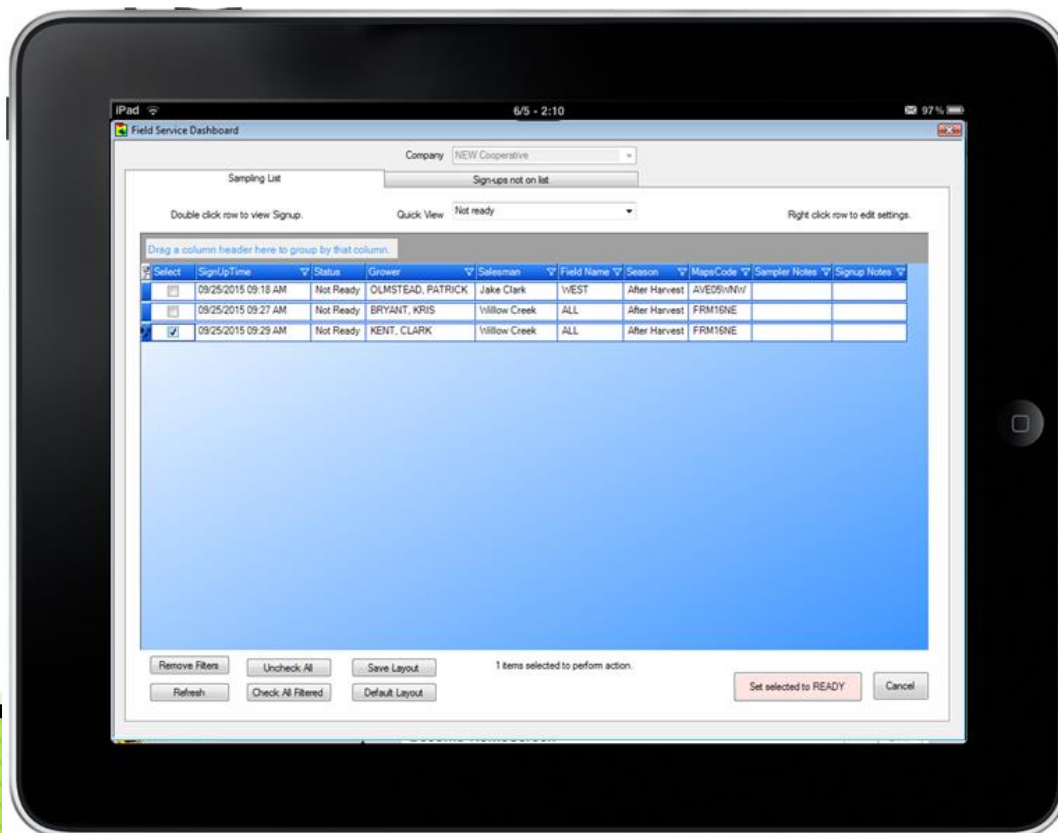 iPad 6/5 - 2:10 97%
Field Service Dashboard
Company NEW Cooperative
Sampling List Sign-ups not on list
Double click row to view Signup. Quick View Not ready Right click row to edit settings.
Drag a column header here to group by that column.
Select SignUpTime Status Grower Salesman Field Name Season MapsCode Sampler Notes Signup Notes
09/25/2015 09:18 AM Not Ready OLMSTEAD, PATRICK Jake Clark WEST After Harvest AVE05WNW
09/25/2015 09:27 AM Not Ready BRYANT, KRIS Willow Creek ALL After Harvest FRM16NE
09/25/2015 09:29 AM Not Ready KENT, CLARK Willow Creek ALL After Harvest FRM16NE
Remove Filters Uncheck All Save Layout 1 items selected to perform action.
Set selected to READY Cancel
Refresh Check All Filtered Default Layout